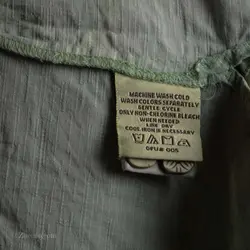 MACHINE WASH COLD
WASH COLORS SEPARATELY
GENTLE CYCLE
ONLY NON-CHLORINE BLEACH
WHEN NEEDED
LINE DRY
COOL IRON IF NECESSARY
005